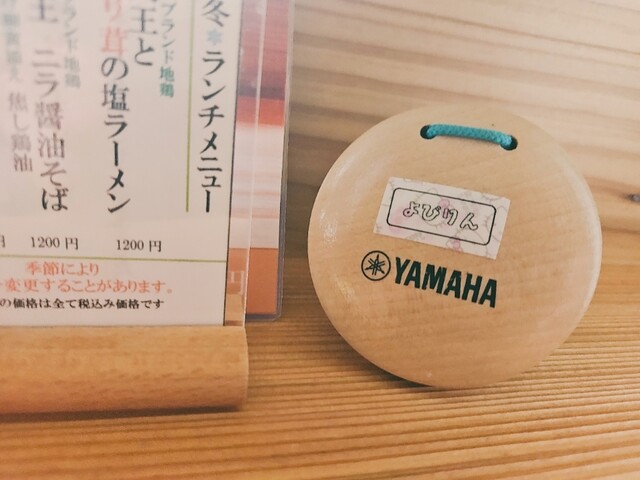 冬*ランチメニュー
ブランド地鶏
王と
り茸の塩ラーメン
1200円
ランド地鶏
王 ニラ醤油そば
焦し鶏油
1200円
円
季節により
変更することがあります。
の価格は全て税込み価格です
よびりん
YAMAHA